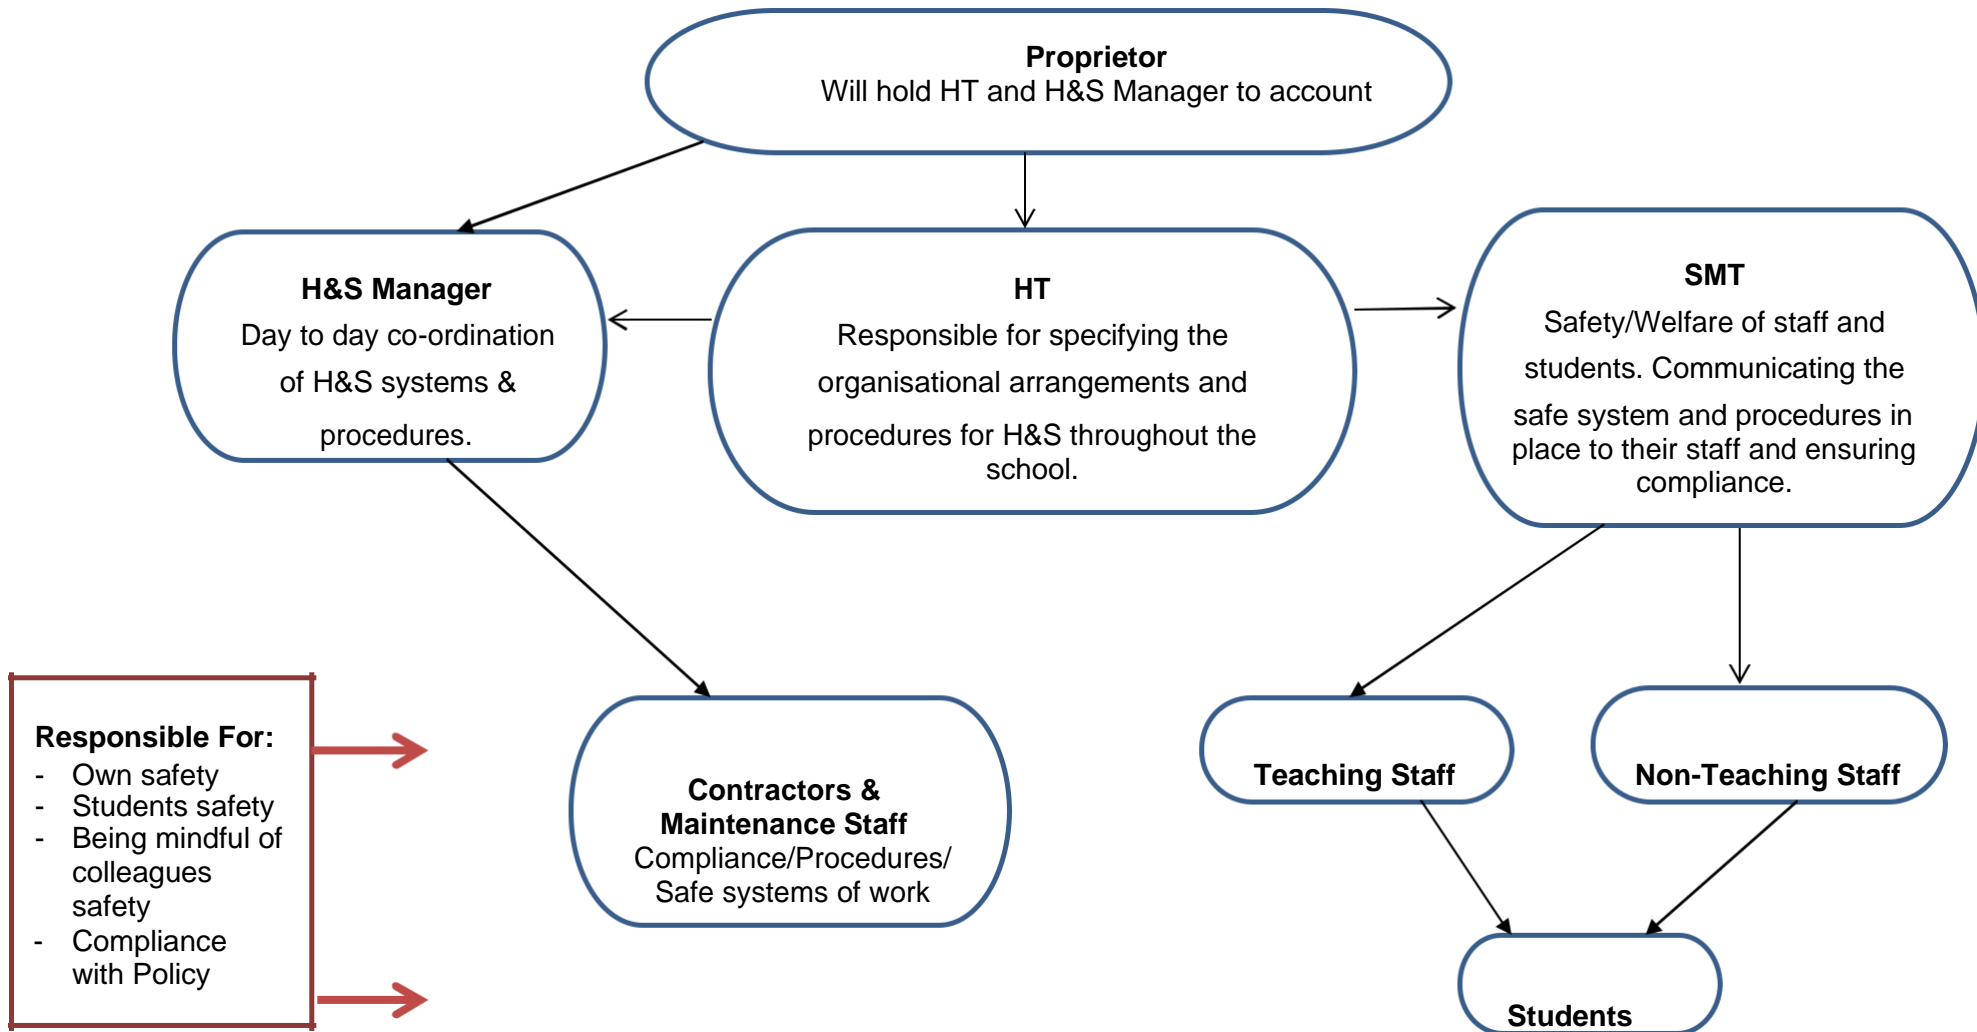 Proprietor
Will hold HT and H&S Manager to account
H&S Manager
Day to day co-ordination
of H&S systems &
procedures.
HT
Responsible for specifying the
organisational arrangements and
procedures for H&S throughout the
school.
SMT
Safety/Welfare of staff and
students. Communicating the
safe system and procedures in
place to their staff and ensuring
compliance.
Responsible For:
- Own safety
- Students safety
- Being mindful of
colleagues
safety
- Compliance
with Policy
Contractors &
Maintenance Staff
Compliance/Procedures/
Safe systems of work
Teaching Staff
Non-Teaching Staff
Students